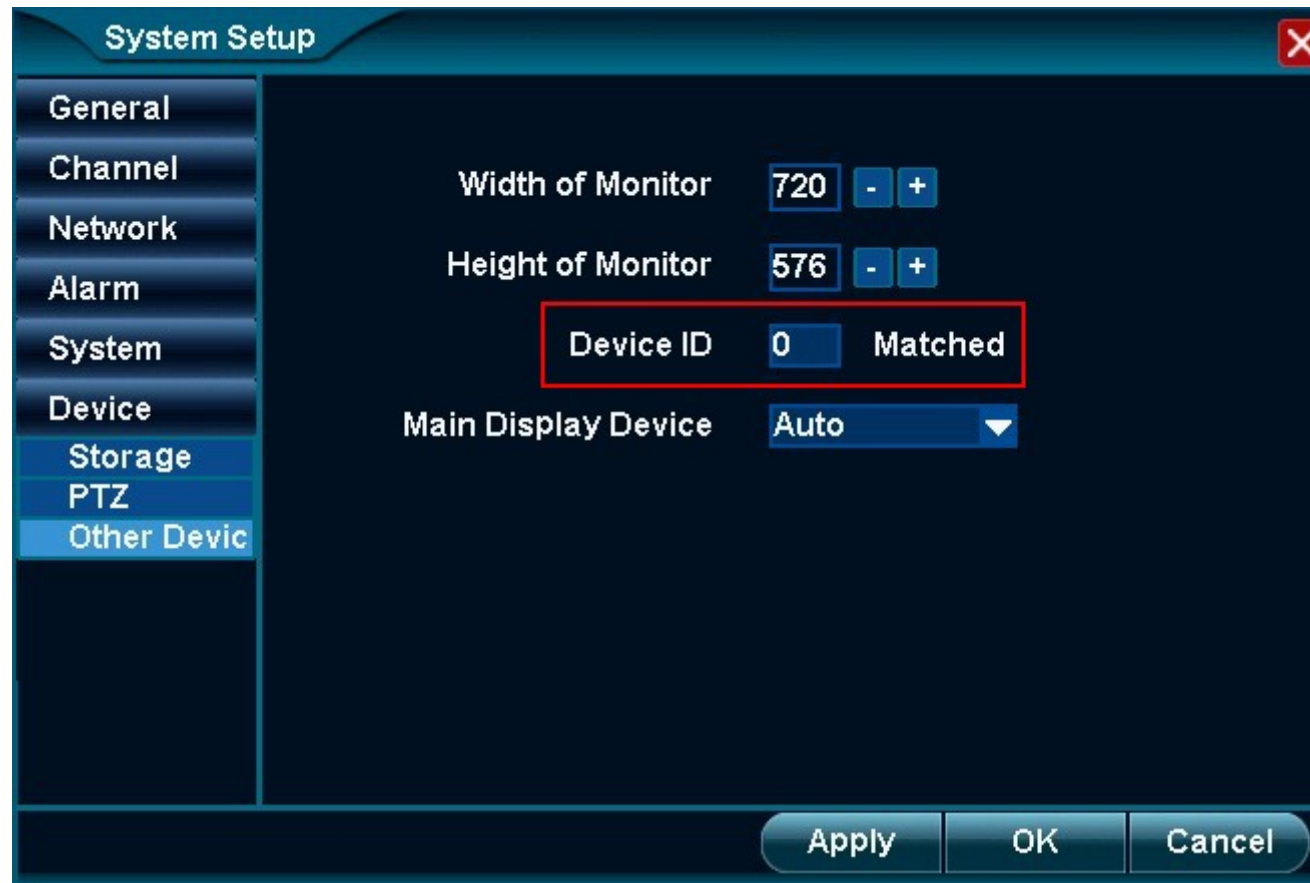 System Setup
General
Channel
Network
Alarm
System
Device
Storage
PTZ
Other Devic
Width of Monitor 720 - +
Height of Monitor 576 - +
Device ID 0 Matched
Main Display Device Auto
Apply OK Cancel